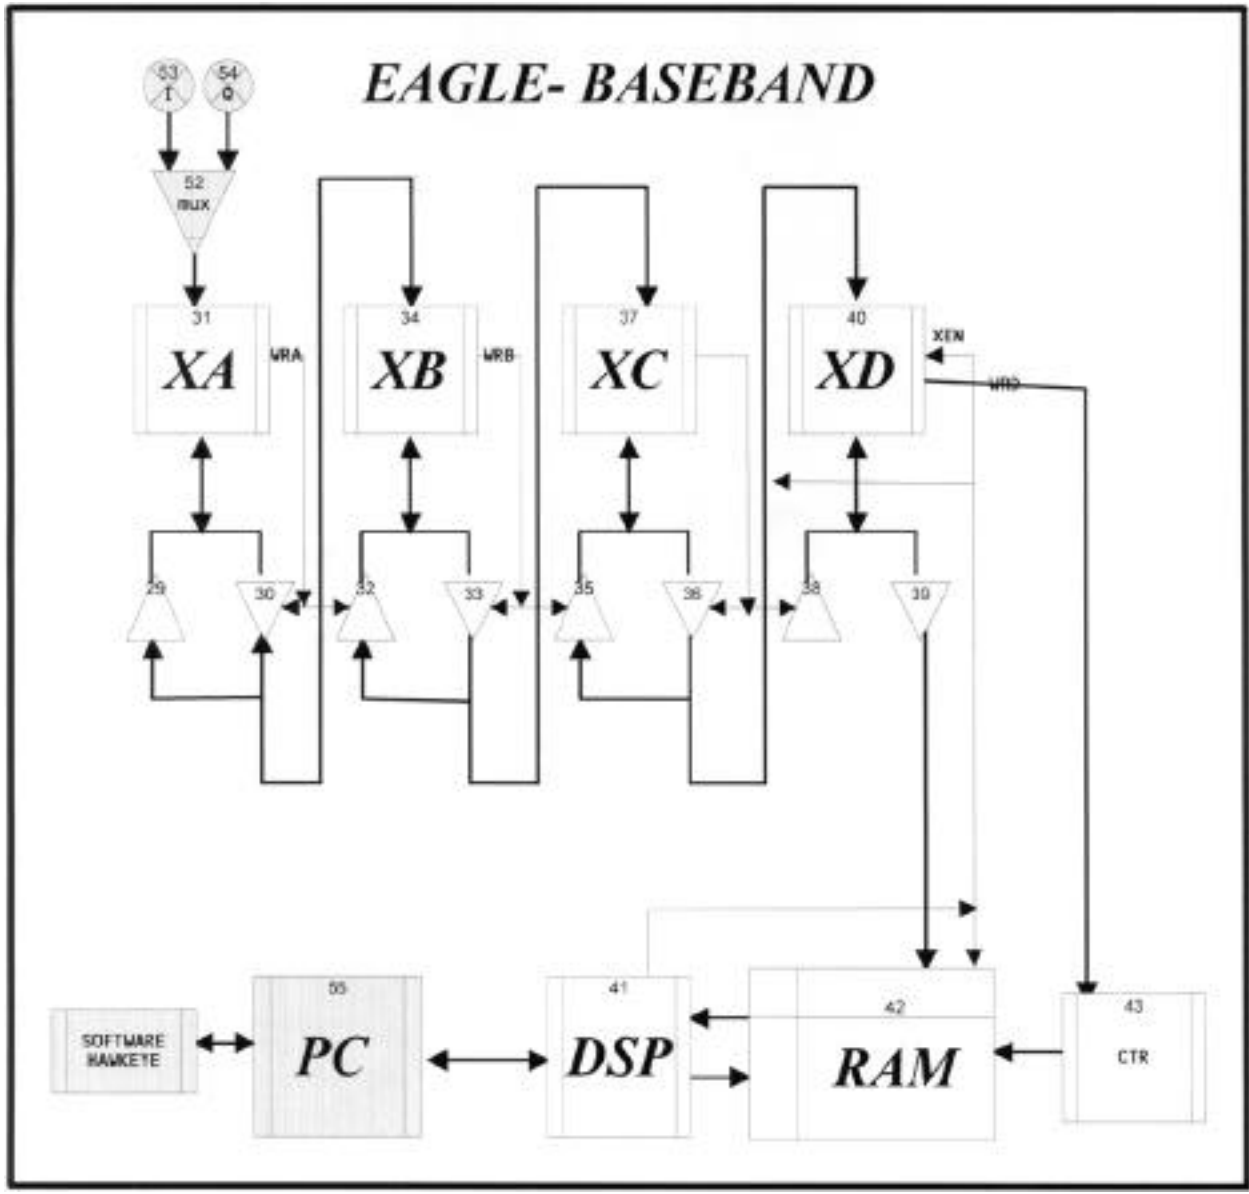 EAGLE- BASEBAND
53
I
54
Q
52
mux
31
XA
WRA
34
XB
WRB
37
XC
40
XD
XEN
WRD
29
30
32
33
35
36
38
39
SOFTWARE
HAWKEYE
55
PC
41
DSP
42
RAM
43
CTR